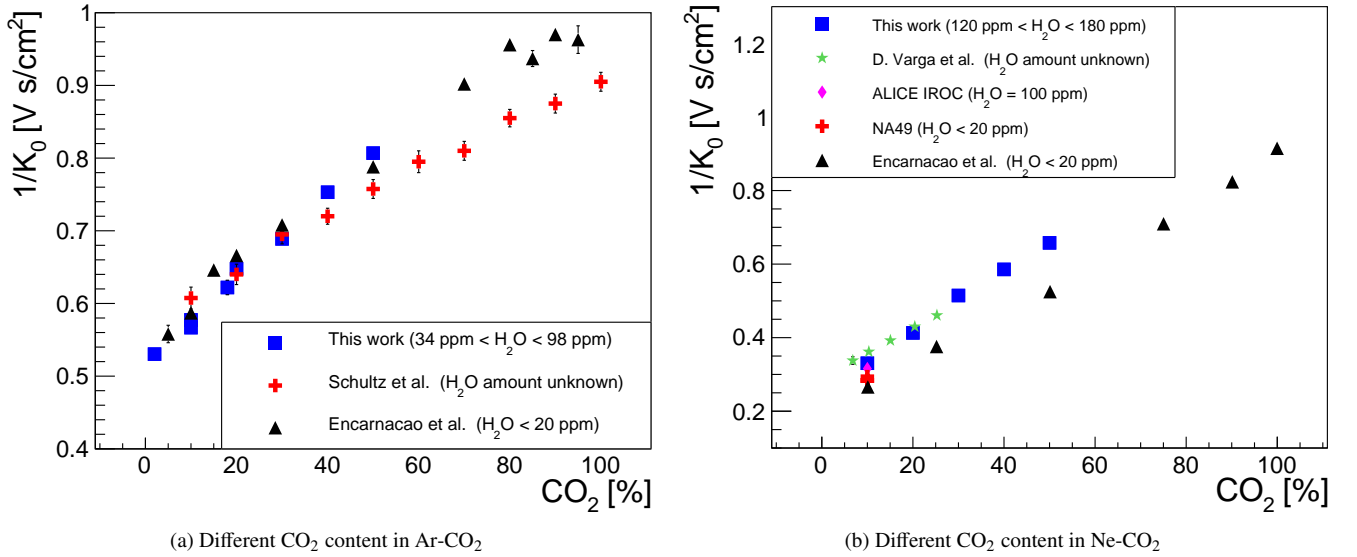 1/K₀ [V s/cm²]
1
0.9
0.8
0.7
0.6
0.5
0.4
This work (34 ppm < H₂O < 98 ppm)
Schultz et al. (H₂O amount unknown)
Encarnacao et al. (H₂O < 20 ppm)
0 20 40 60 80 100
CO₂ [%]
(a) Different CO₂ content in Ar-CO₂
1/K₀ [V s/cm²]
1.2
1
0.8
0.6
0.4
0.2
This work (120 ppm < H₂O < 180 ppm)
D. Varga et al. (H₂O amount unknown)
ALICE IROC (H₂O = 100 ppm)
NA49 (H₂O < 20 ppm)
Encarnacao et al. (H₂O < 20 ppm)
0 20 40 60 80 100
CO₂ [%]
(b) Different CO₂ content in Ne-CO₂